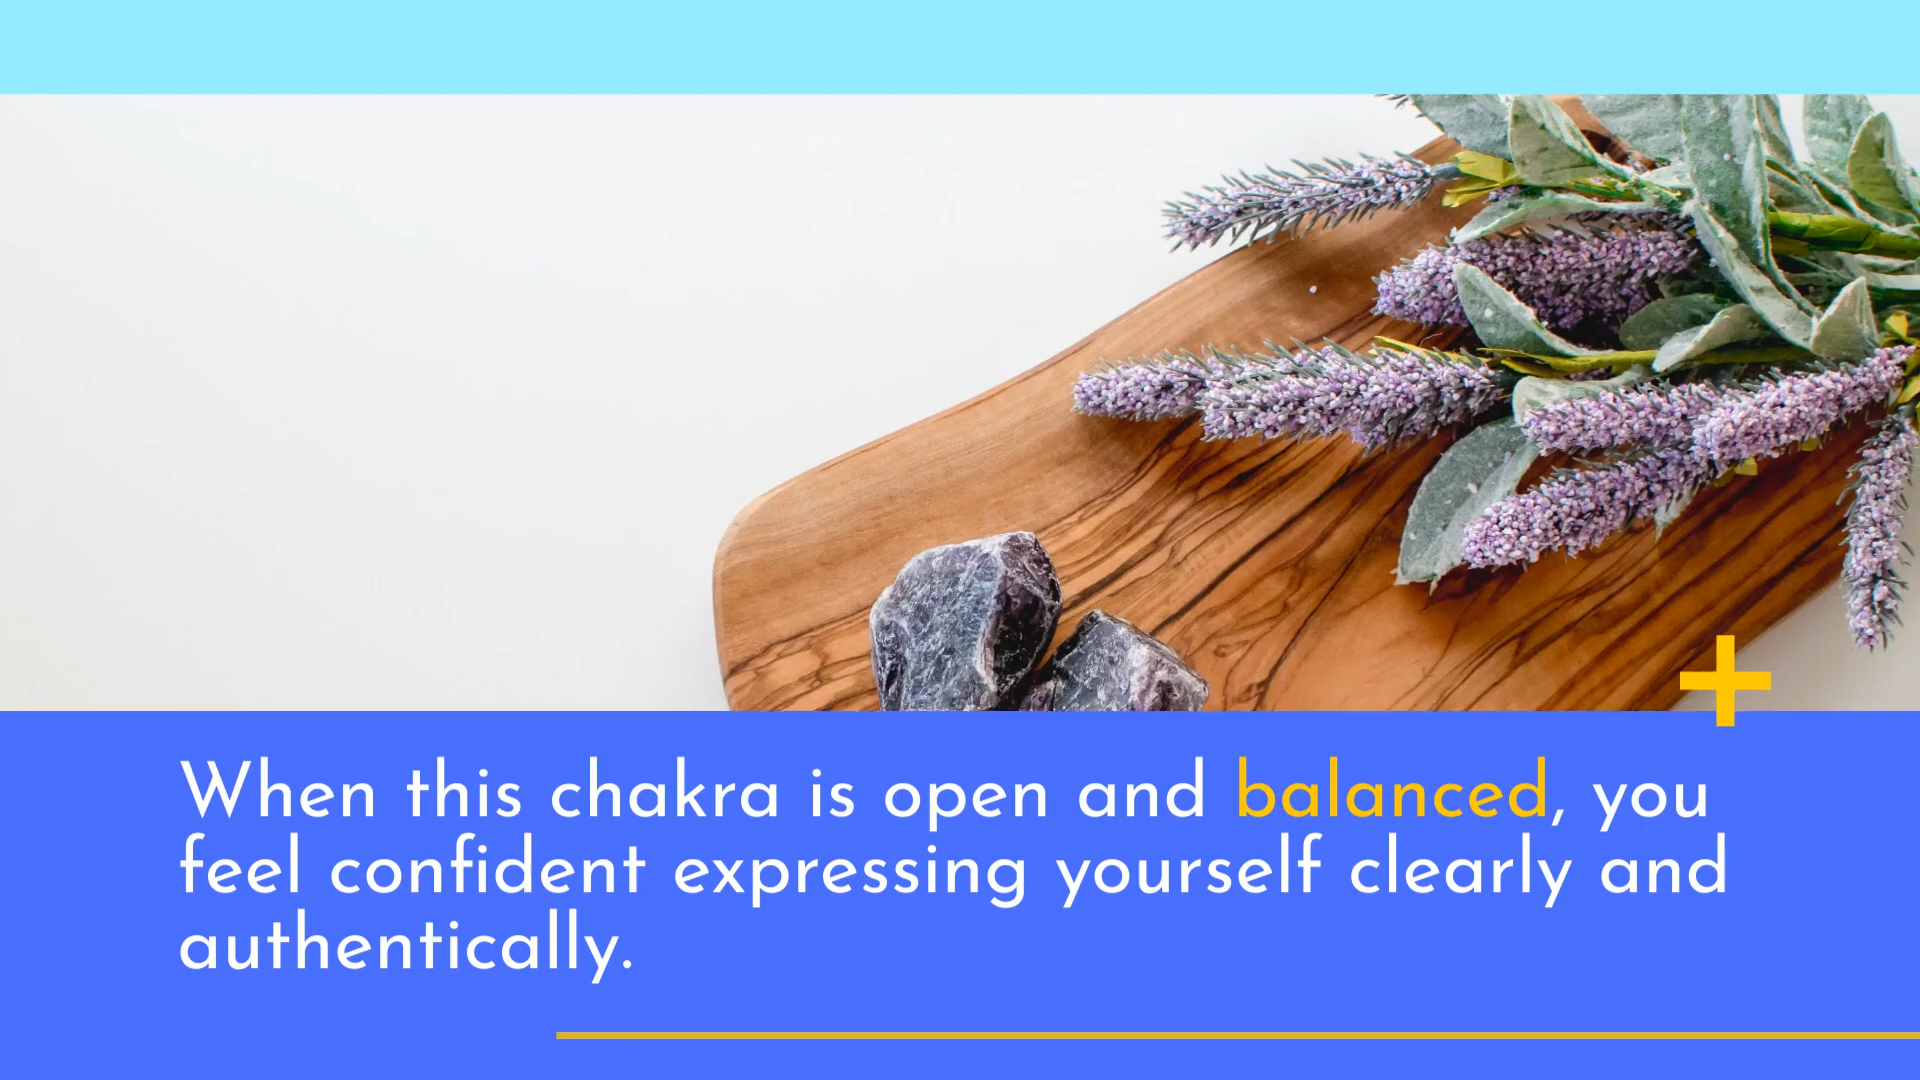 When this chakra is open and balanced, you
feel confident expressing yourself clearly and
authentically.